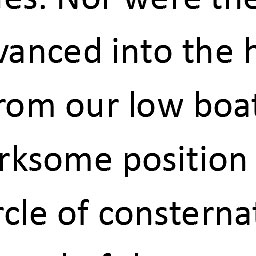 es. Nor were the
vanced into the h
rom our low boat
rksome position
rcle of consternat